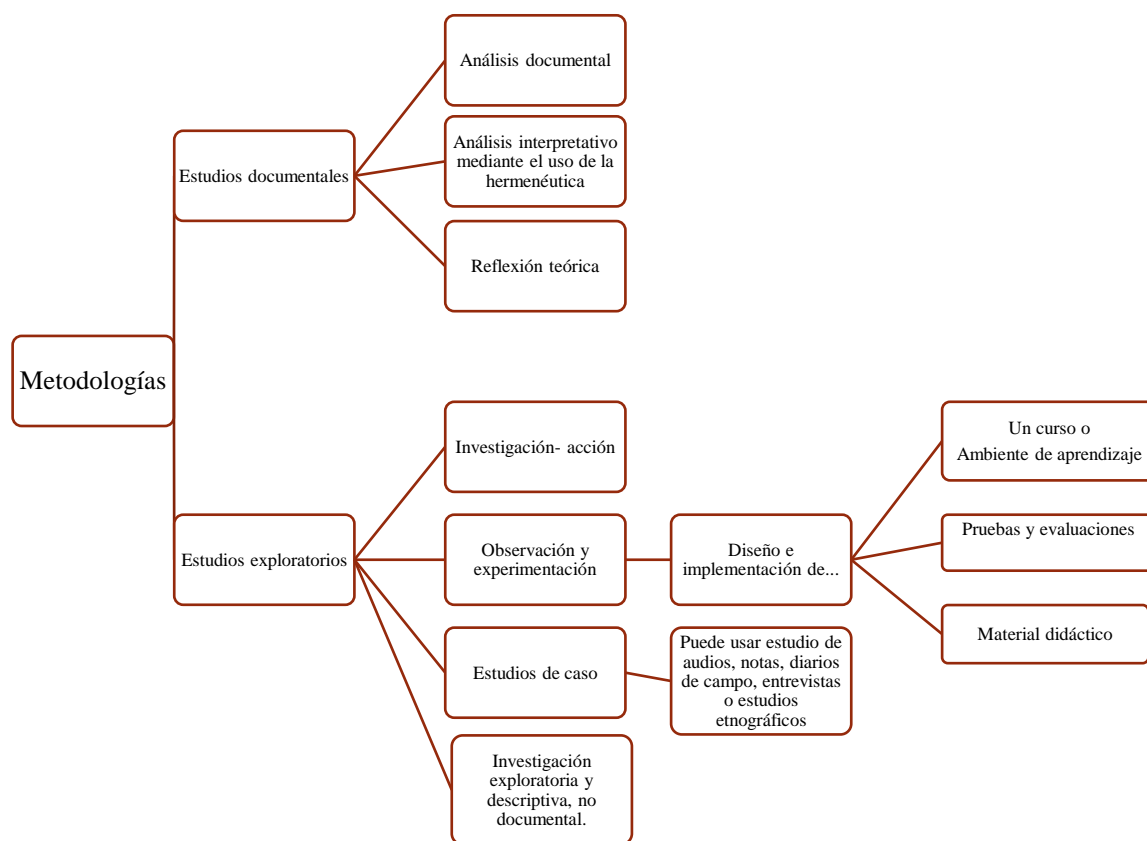 Metodologías
Estudios documentales
Análisis documental
Análisis interpretativo
mediante el uso de la
hermenéutica
Reflexión teórica
Estudios exploratorios
Investigación- acción
Observación y
experimentación
Diseño e
implementación de...
Un curso o
Ambiente de aprendizaje
Pruebas y evaluaciones
Material didáctico
Estudios de caso
Puede usar estudio de
audios, notas, diarios
de campo, entrevistas
o estudios
etnográficos
Investigación
exploratoria y
descriptiva, no
documental.